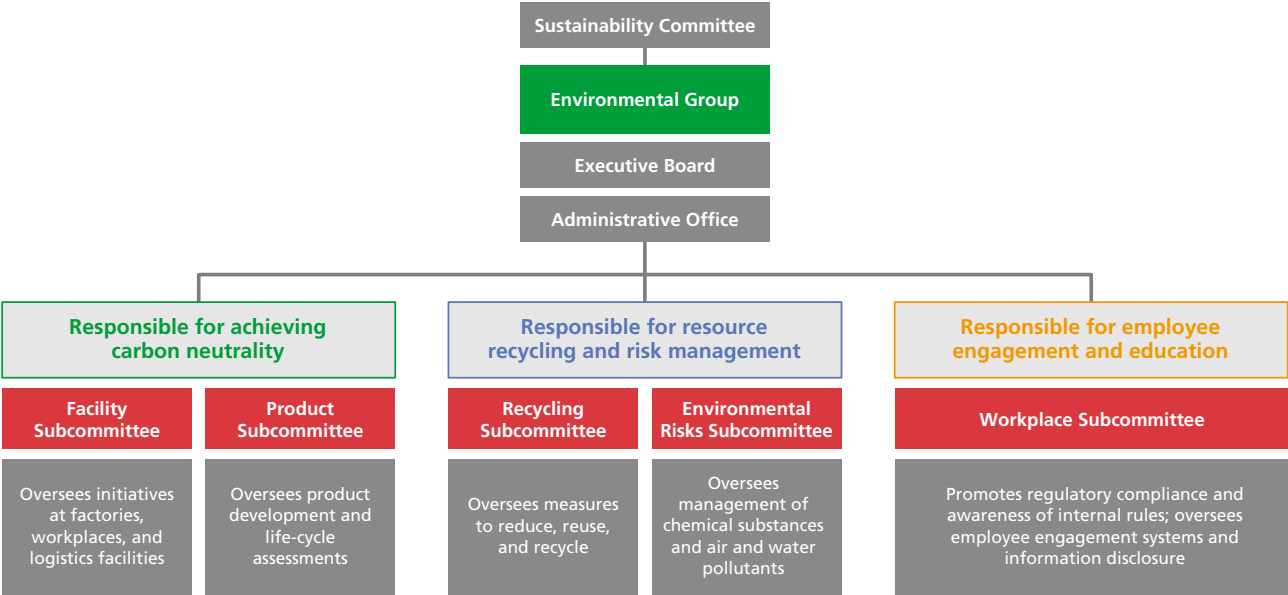 Sustainability Committee
Environmental Group
Executive Board
Administrative Office
Responsible for achieving
carbon neutrality
Responsible for resource
recycling and risk management
Responsible for employee
engagement and education
Facility
Subcommittee
Product
Subcommittee
Recycling
Subcommittee
Environmental
Risks Subcommittee
Workplace Subcommittee
Oversees initiatives
at factories,
workplaces, and
logistics facilities
Oversees product
development and
life-cycle
assessments
Oversees measures
to reduce, reuse,
and recycle
Oversees
management of
chemical substances
and air and water
pollutants
Promotes regulatory compliance and
awareness of internal rules; oversees
employee engagement systems and
information disclosure